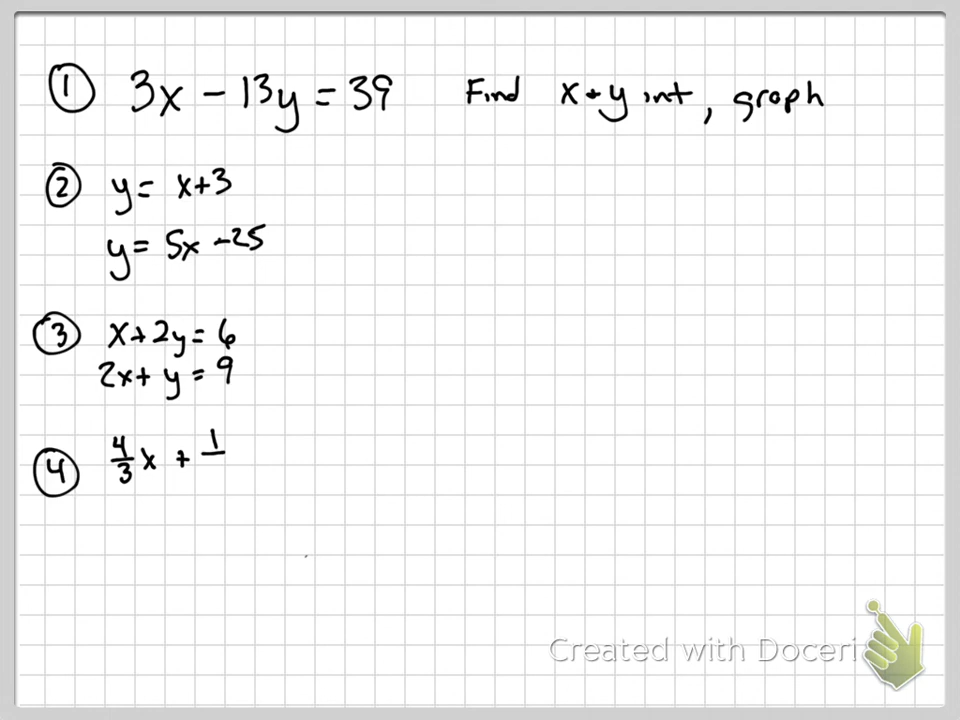 ① 3x - 13y = 39 Find x + y int, graph
② y = x+3
y = 5x -25
③ x + 2y = 6
2x + y = 9
④ 4/3 x + 1/
Created with Doceri